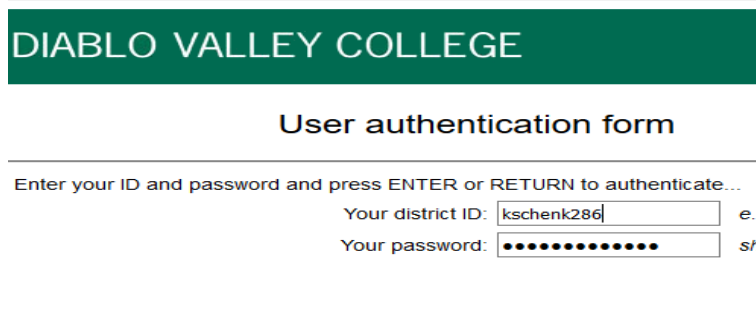 DIABLO VALLEY COLLEGE
User authentication form
Enter your ID and password and press ENTER or RETURN to authenticate...
Your district ID: kschenk286 e.
Your password: ●●●●●●●●●●●●● sh